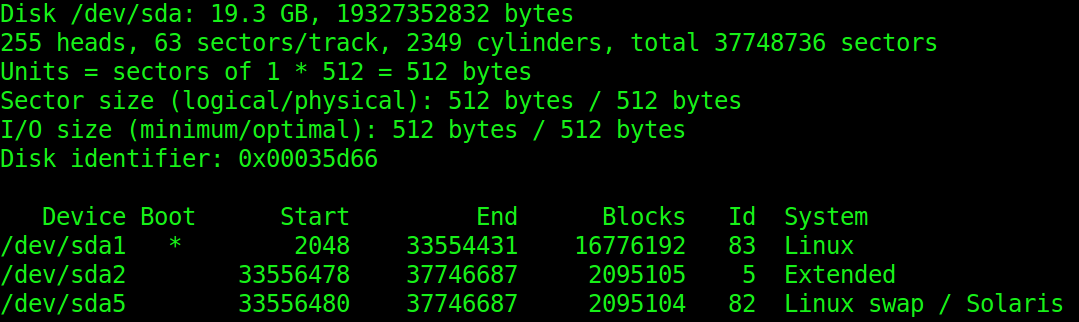 Disk /dev/sda: 19.3 GB, 19327352832 bytes
255 heads, 63 sectors/track, 2349 cylinders, total 37748736 sectors
Units = sectors of 1 * 512 = 512 bytes
Sector size (logical/physical): 512 bytes / 512 bytes
I/O size (minimum/optimal): 512 bytes / 512 bytes
Disk identifier: 0x00035d66

   Device Boot      Start         End      Blocks   Id  System
/dev/sda1   *        2048    33554431    16776192   83  Linux
/dev/sda2        33556478    37746687     2095105    5  Extended
/dev/sda5        33556480    37746687     2095104   82  Linux swap / Solaris